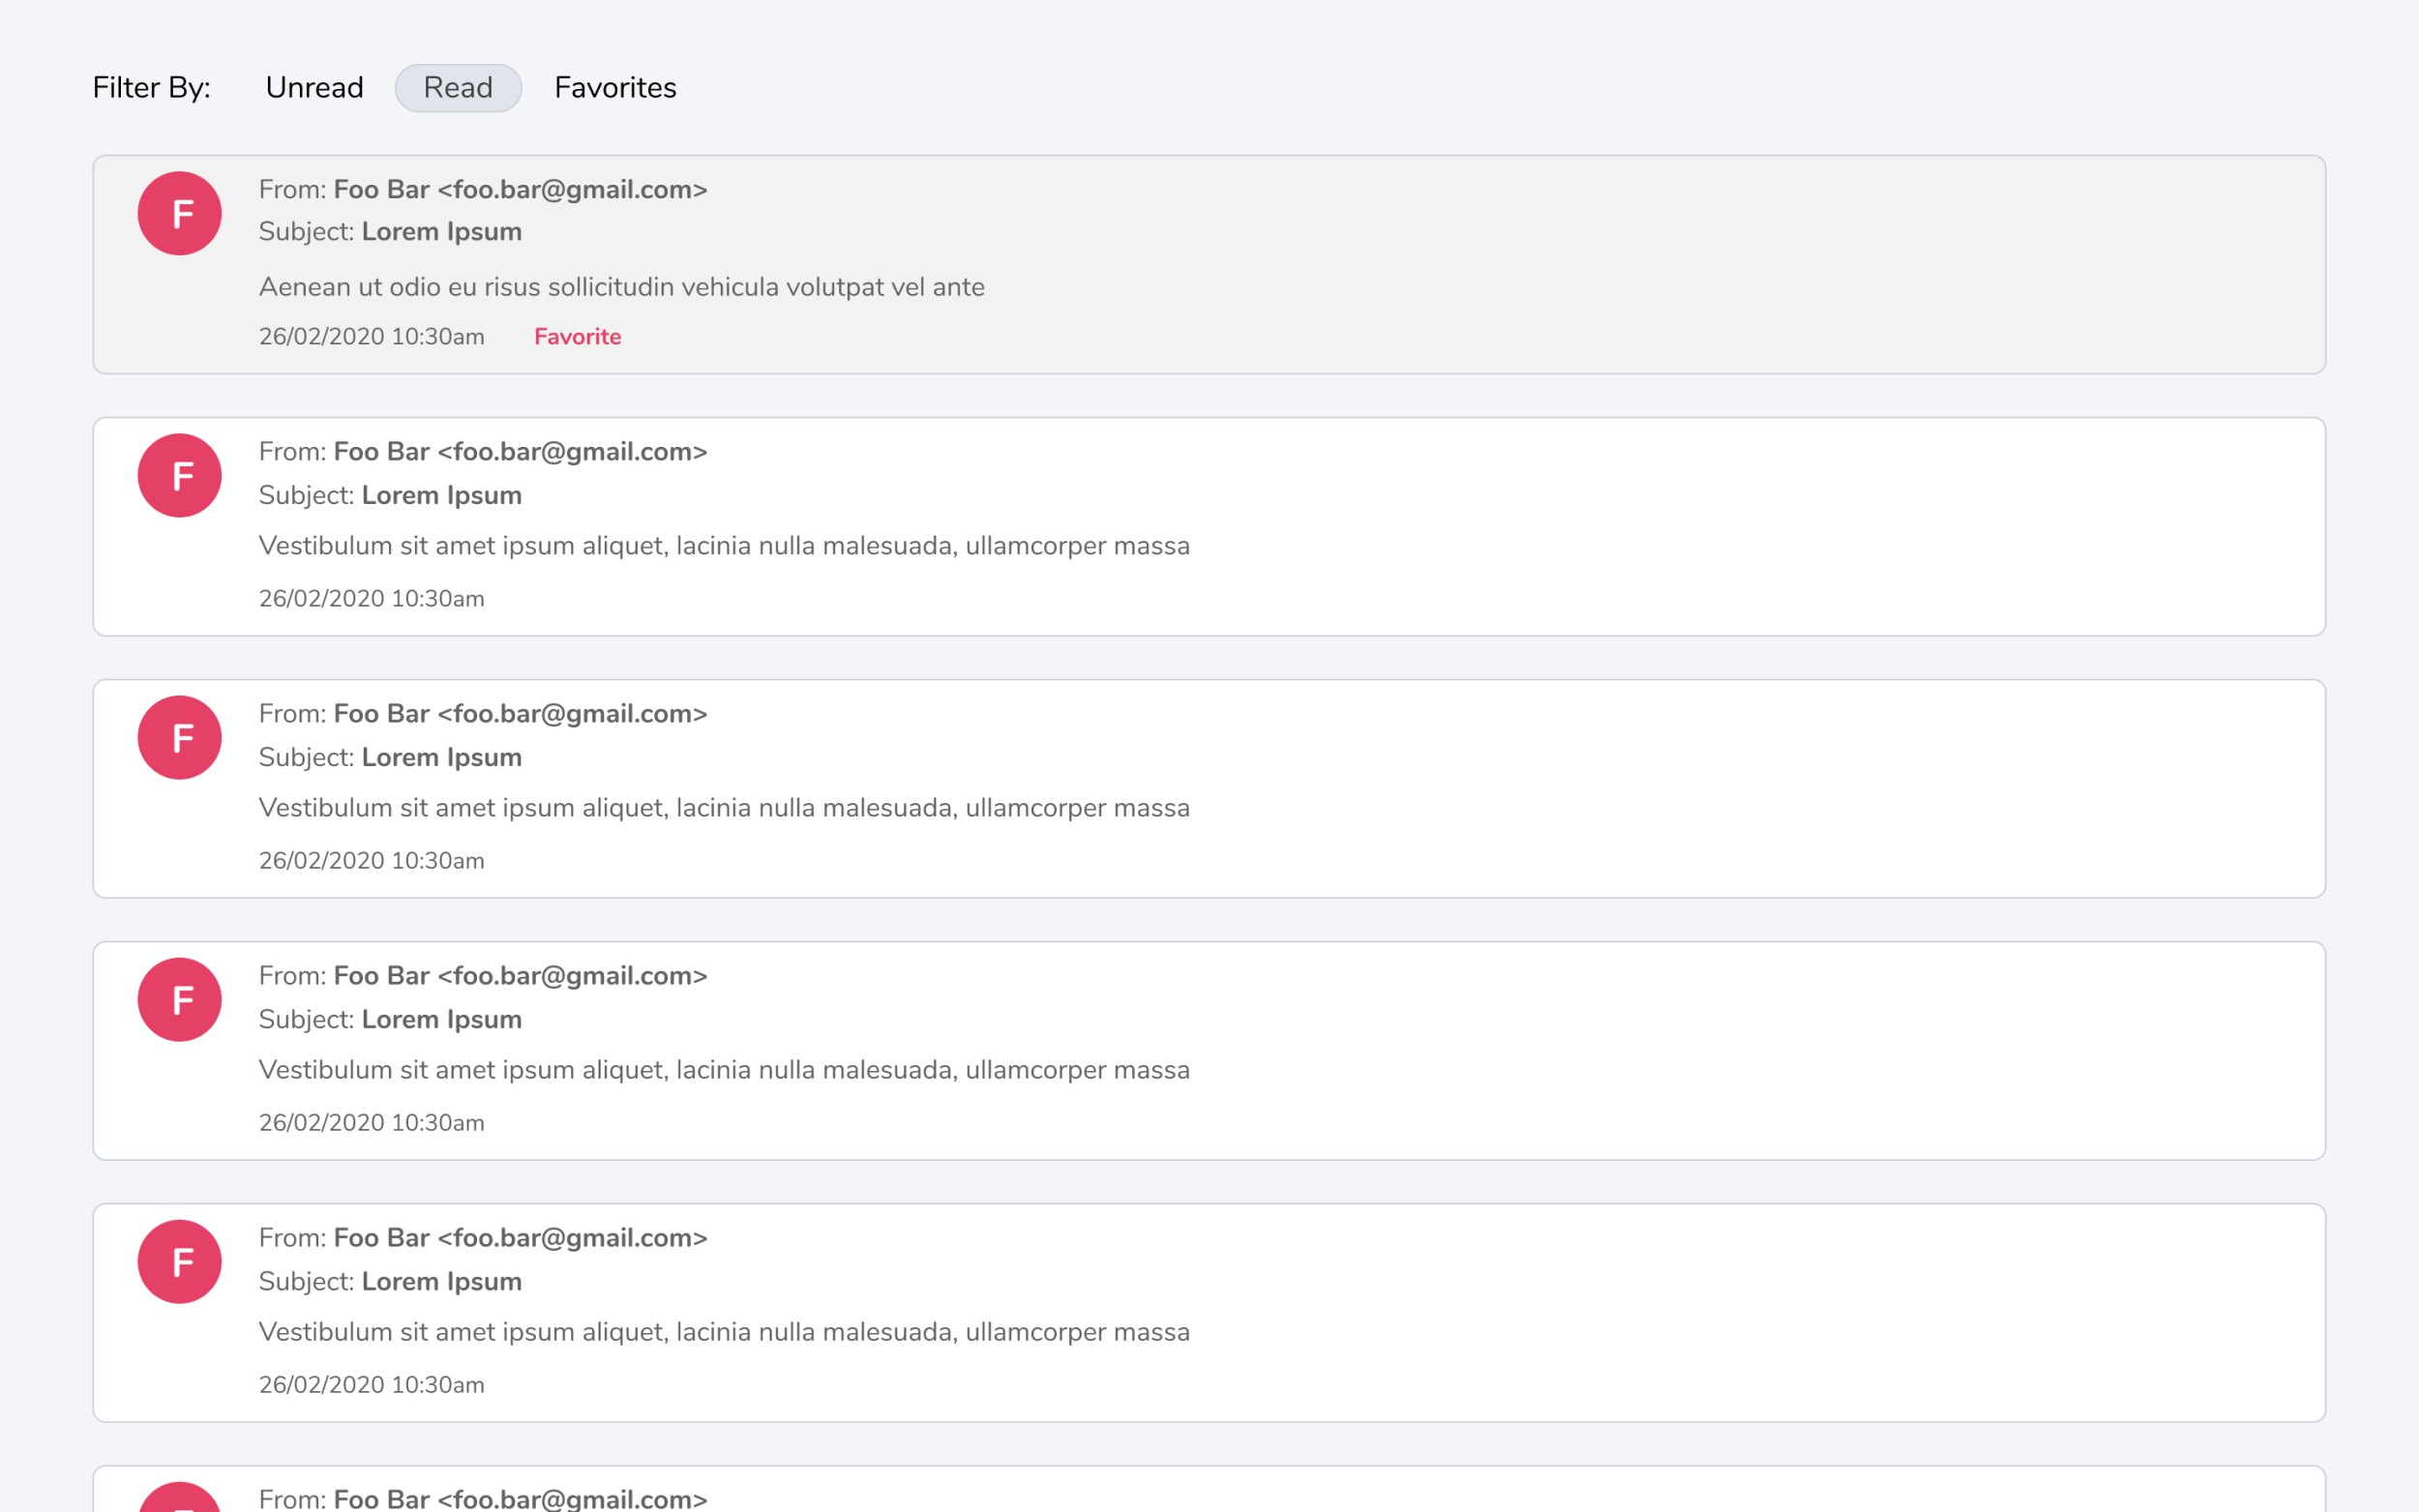 Filter By: Unread Read Favorites
F
From: Foo Bar <foo.bar@gmail.com>
Subject: Lorem Ipsum
Aenean ut odio eu risus sollicitudin vehicula volutpat vel ante
26/02/2020 10:30am Favorite
F
From: Foo Bar <foo.bar@gmail.com>
Subject: Lorem Ipsum
Vestibulum sit amet ipsum aliquet, lacinia nulla malesuada, ullamcorper massa
26/02/2020 10:30am
F
From: Foo Bar <foo.bar@gmail.com>
Subject: Lorem Ipsum
Vestibulum sit amet ipsum aliquet, lacinia nulla malesuada, ullamcorper massa
26/02/2020 10:30am
F
From: Foo Bar <foo.bar@gmail.com>
Subject: Lorem Ipsum
Vestibulum sit amet ipsum aliquet, lacinia nulla malesuada, ullamcorper massa
26/02/2020 10:30am
F
From: Foo Bar <foo.bar@gmail.com>
Subject: Lorem Ipsum
Vestibulum sit amet ipsum aliquet, lacinia nulla malesuada, ullamcorper massa
26/02/2020 10:30am
From: Foo Bar <foo.bar@gmail.com>